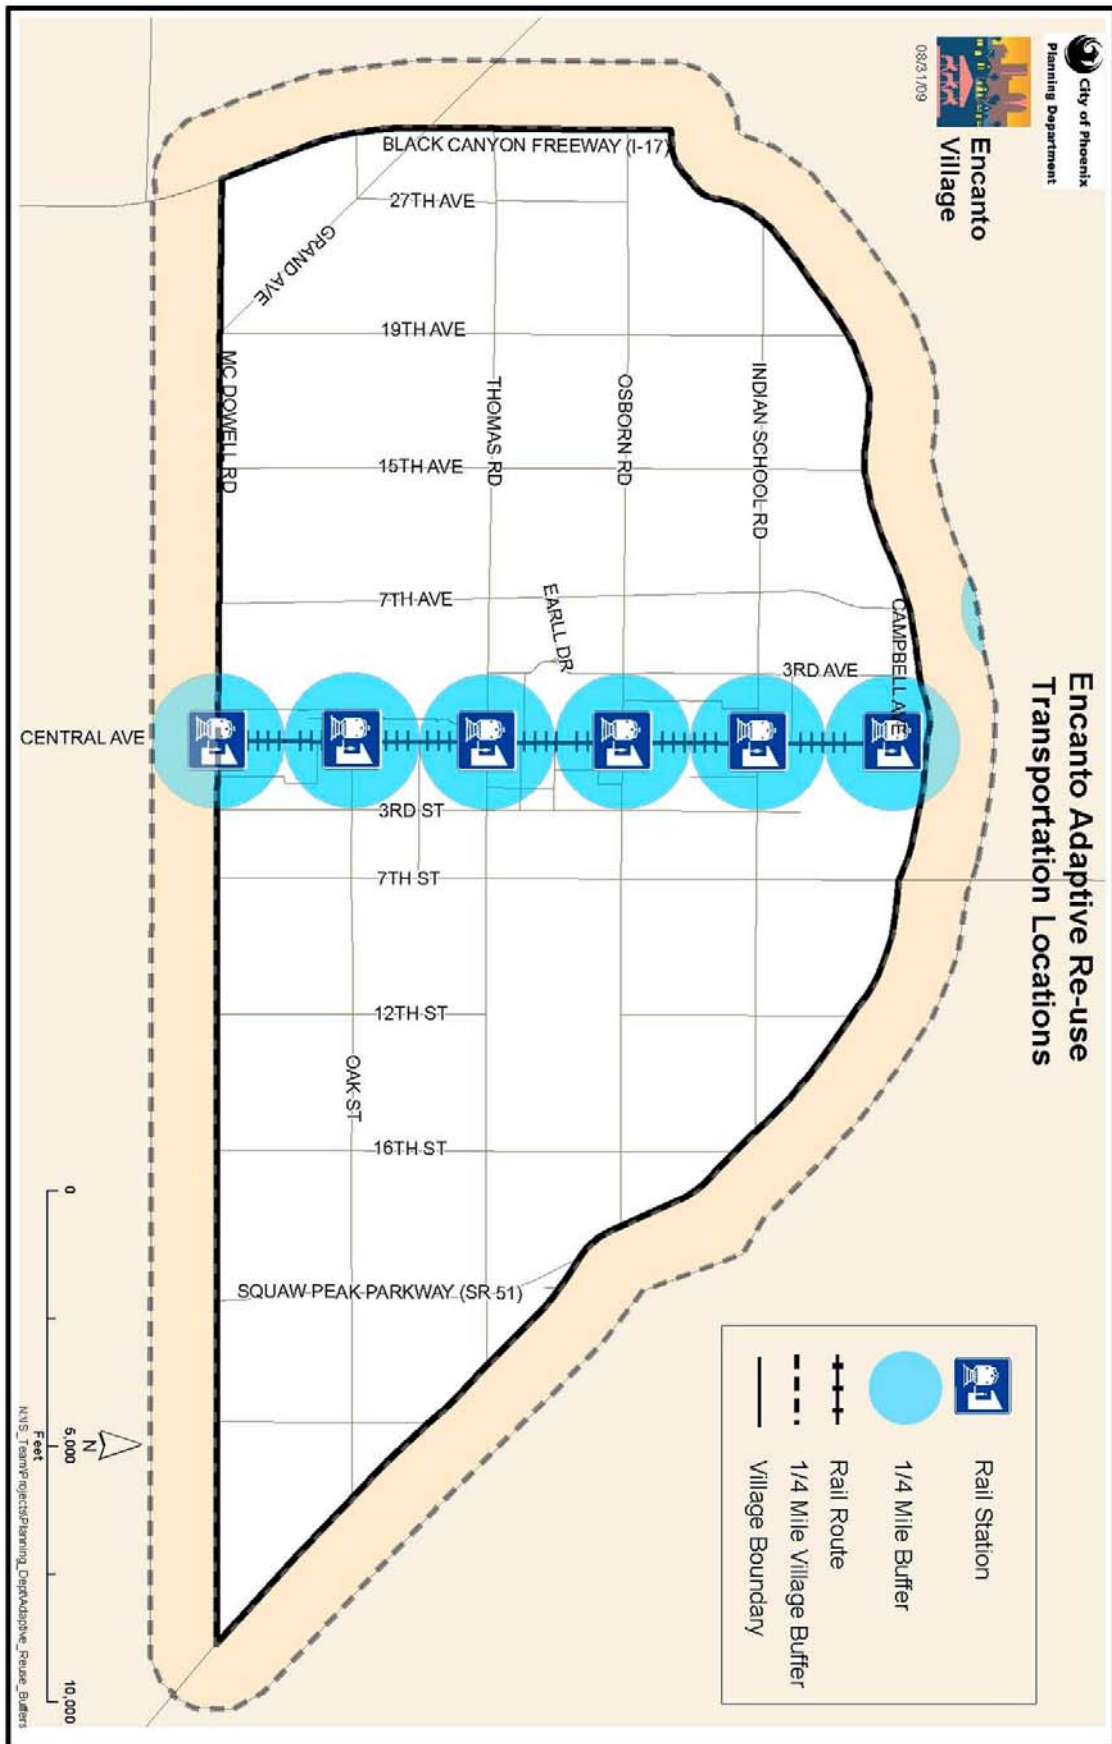 Encanto Adaptive Re-use
Transportation Locations
City of Phoenix
Planning Department
Encanto
Village
08/31/09
BLACK CANYON FREEWAY (I-17)
27TH AVE
GRAND AVE
19TH AVE
MC DOWELL RD
THOMAS RD
OSBORN RD
INDIAN SCHOOL RD
15TH AVE
7TH AVE
EARLL DR
CAMPBELL AVE
3RD AVE
CENTRAL AVE
3RD ST
7TH ST
12TH ST
OAK ST
16TH ST
SQUAW PEAK PARKWAY (SR 51)
Rail Station
1/4 Mile Buffer
Rail Route
1/4 Mile Village Buffer
Village Boundary
0 5,000 10,000
Feet
N